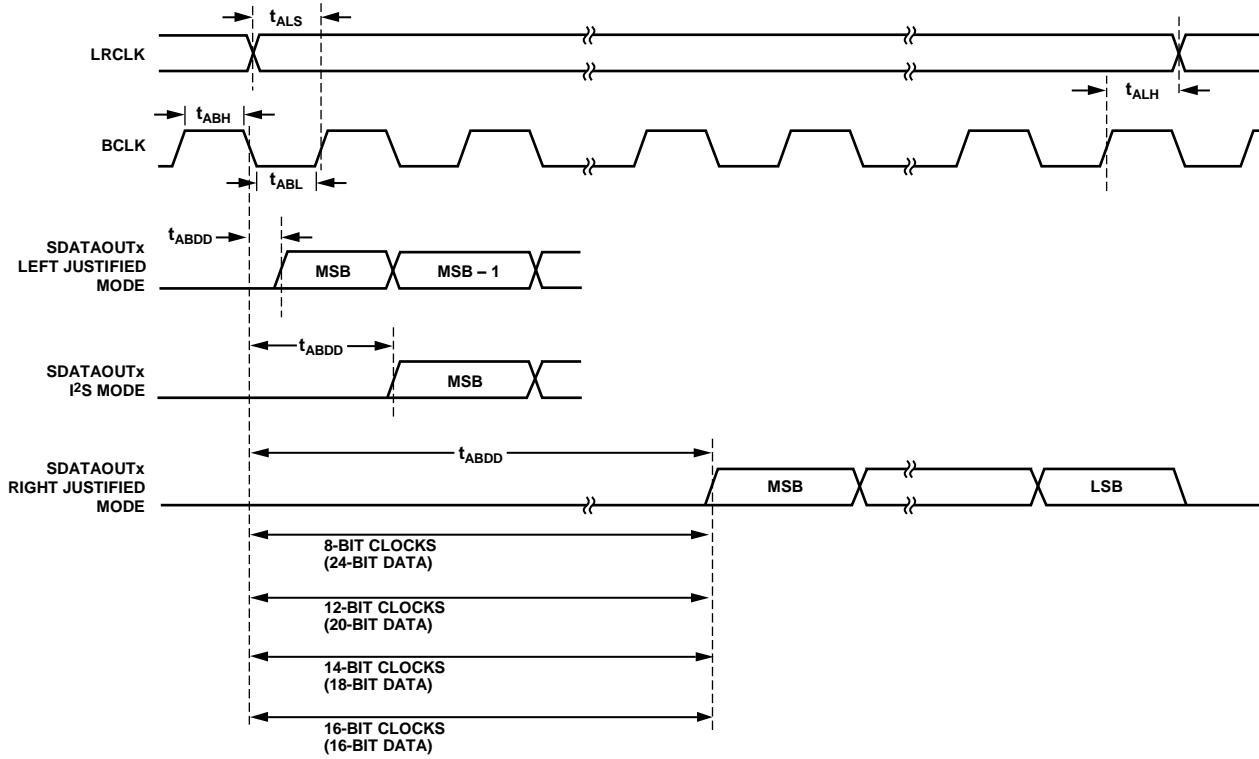 tALS
LRCLK
tALH
tABH
BCLK
tABL
tABDD
SDATAOUTx
LEFT JUSTIFIED
MODE
MSB
MSB – 1
tABDD
SDATAOUTx
I2S MODE
MSB
tABDD
SDATAOUTx
RIGHT JUSTIFIED
MODE
MSB
LSB
8-BIT CLOCKS
(24-BIT DATA)
12-BIT CLOCKS
(20-BIT DATA)
14-BIT CLOCKS
(18-BIT DATA)
16-BIT CLOCKS
(16-BIT DATA)